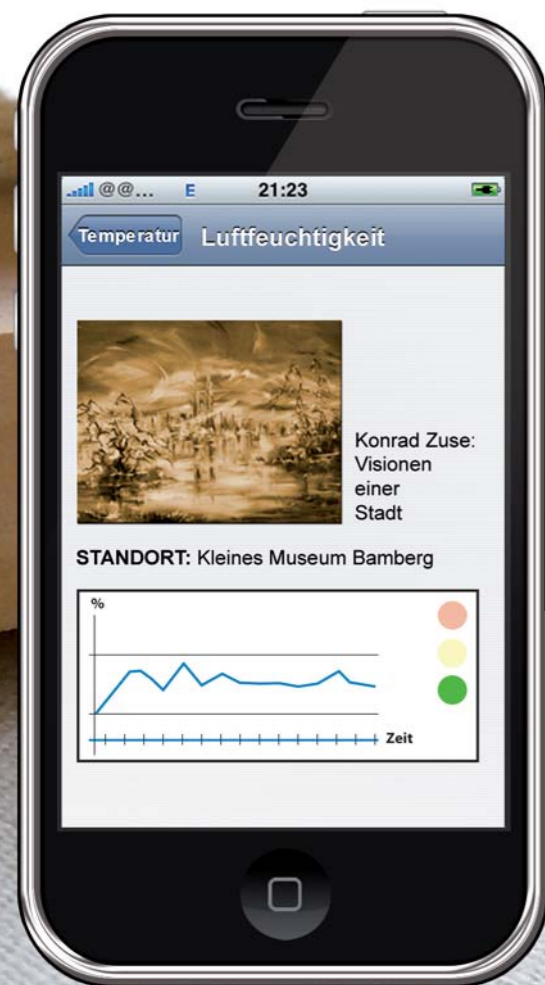 @@... E 21:23
Temperatur Luftfeuchtigkeit
Konrad Zuse:
Visionen
einer
Stadt
STANDORT: Kleines Museum Bamberg
%
Zeit